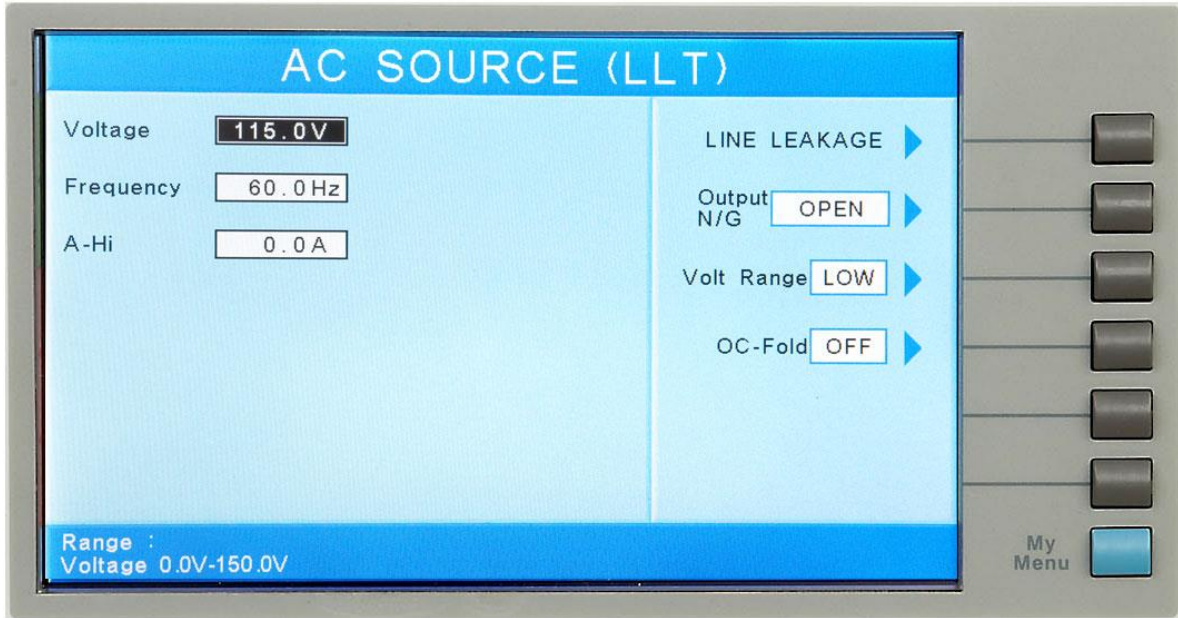 AC SOURCE (LLT)
Voltage 115.0V
Frequency 60.0Hz
A-Hi 0.0A
LINE LEAKAGE
Output
N/G OPEN
Volt Range LOW
OC-Fold OFF
Range :
Voltage 0.0V-150.0V
My
Menu